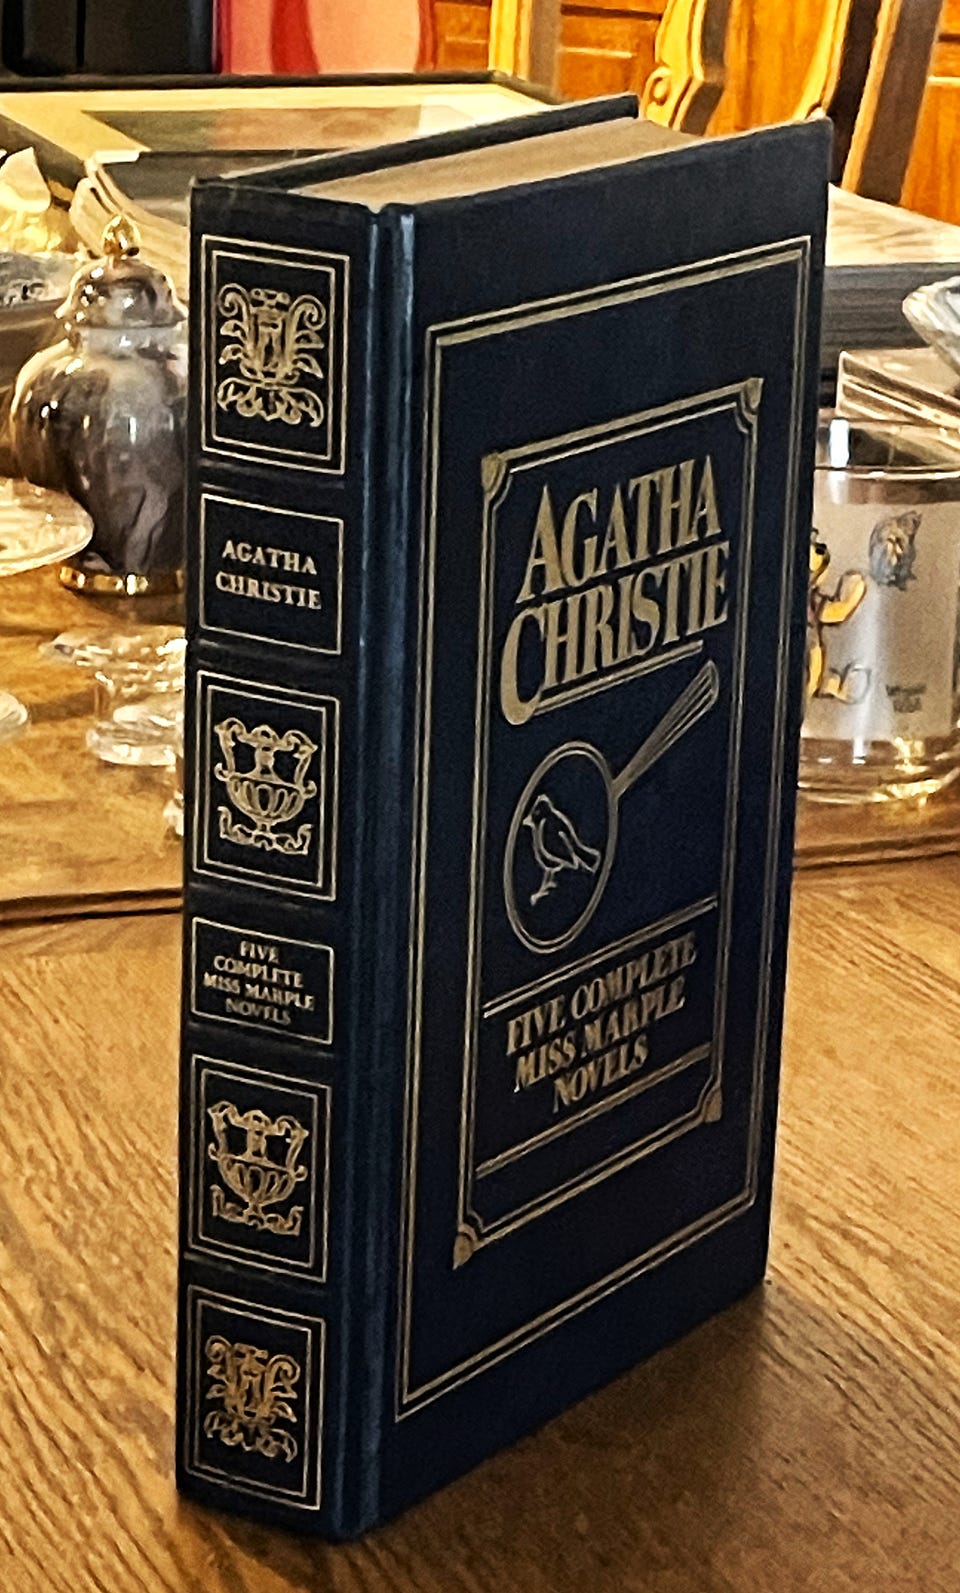 AGATHA
CHRISTIE
FIVE
COMPLETE
MISS MARPLE
NOVELS
AGATHA
CHRISTIE
FIVE COMPLETE
MISS MARPLE
NOVELS